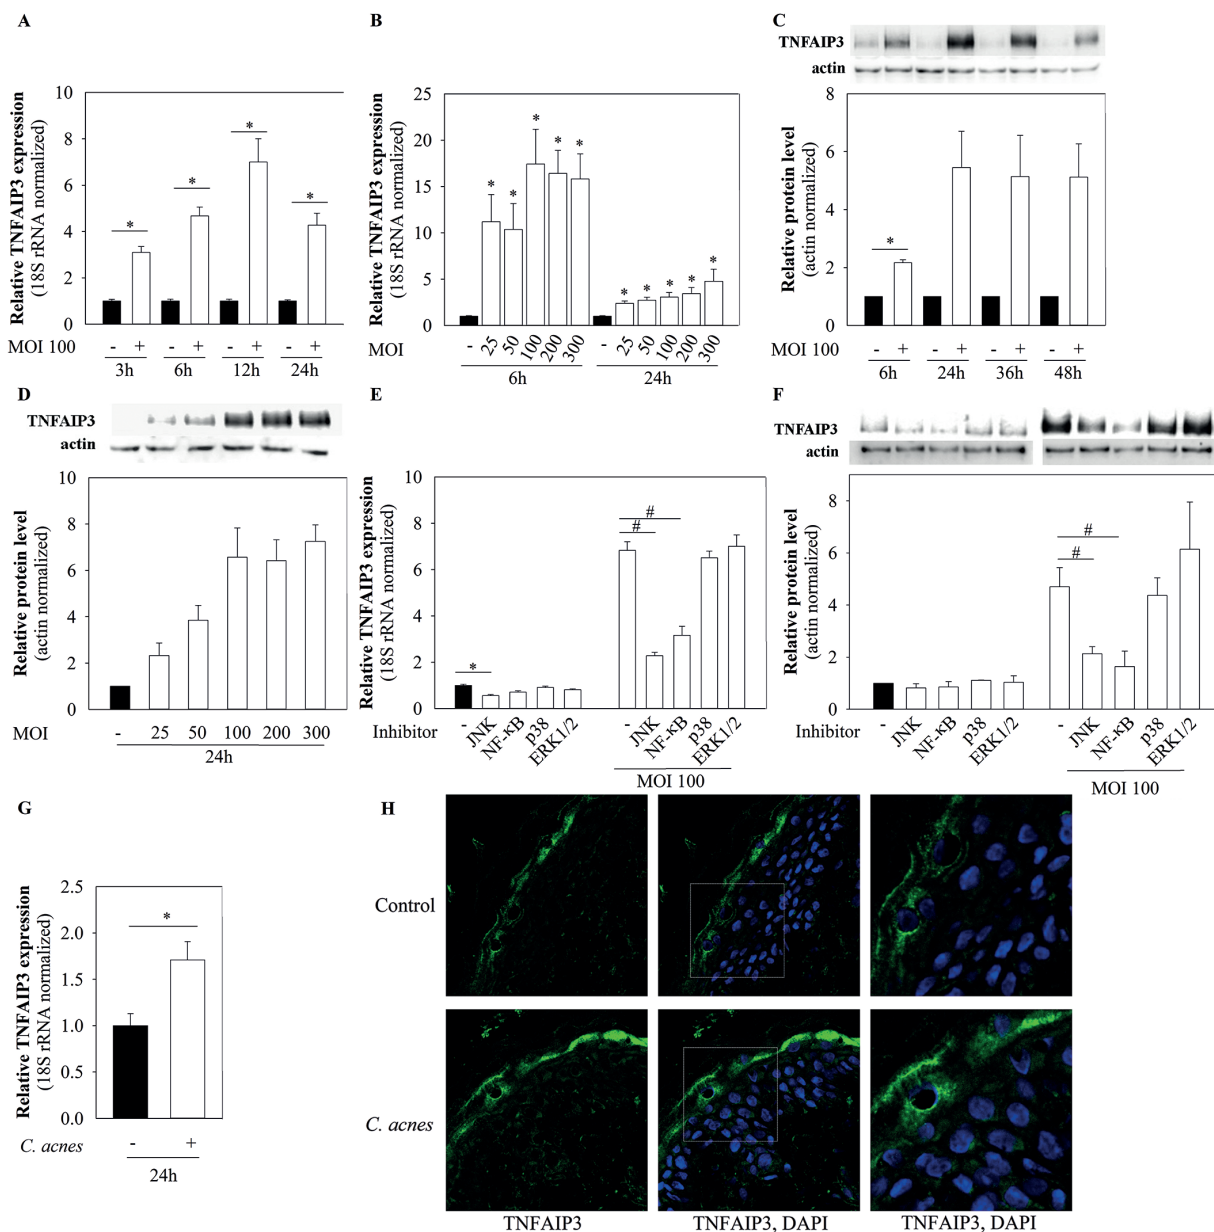 A
Relative TNFAIP3 expression
(18S rRNA normalized)
10
8
6
4
2
0
* * * *
- + - + - + - +
MOI 100
3h 6h 12h 24h
B
Relative TNFAIP3 expression
(18S rRNA normalized)
25
20
15
10
5
0
* * * * * * * * * *
MOI
- 25 50 100 200 300 - 25 50 100 200 300
6h 24h
C
TNFAIP3
actin
Relative protein level
(actin normalized)
8
6
4
2
0
*
- + - + - + - +
MOI 100
6h 24h 36h 48h
D
TNFAIP3
actin
Relative protein level
(actin normalized)
10
8
6
4
2
0
MOI
- 25 50 100 200 300
24h
E
Relative TNFAIP3 expression
(18S rRNA normalized)
10
8
6
4
2
0
*
#
#
Inhibitor
- JNK NF-κB p38 ERK1/2 - JNK NF-κB p38 ERK1/2
MOI 100
F
TNFAIP3
actin
Relative protein level
(actin normalized)
8
6
4
2
0
#
#
Inhibitor
- JNK NF-κB p38 ERK1/2 - JNK NF-κB p38 ERK1/2
MOI 100
G
Relative TNFAIP3 expression
(18S rRNA normalized)
2.5
2.0
1.5
1.0
0.5
0.0
*
C. acnes
- +
24h
H
Control
C. acnes
TNFAIP3
TNFAIP3, DAPI
TNFAIP3, DAPI